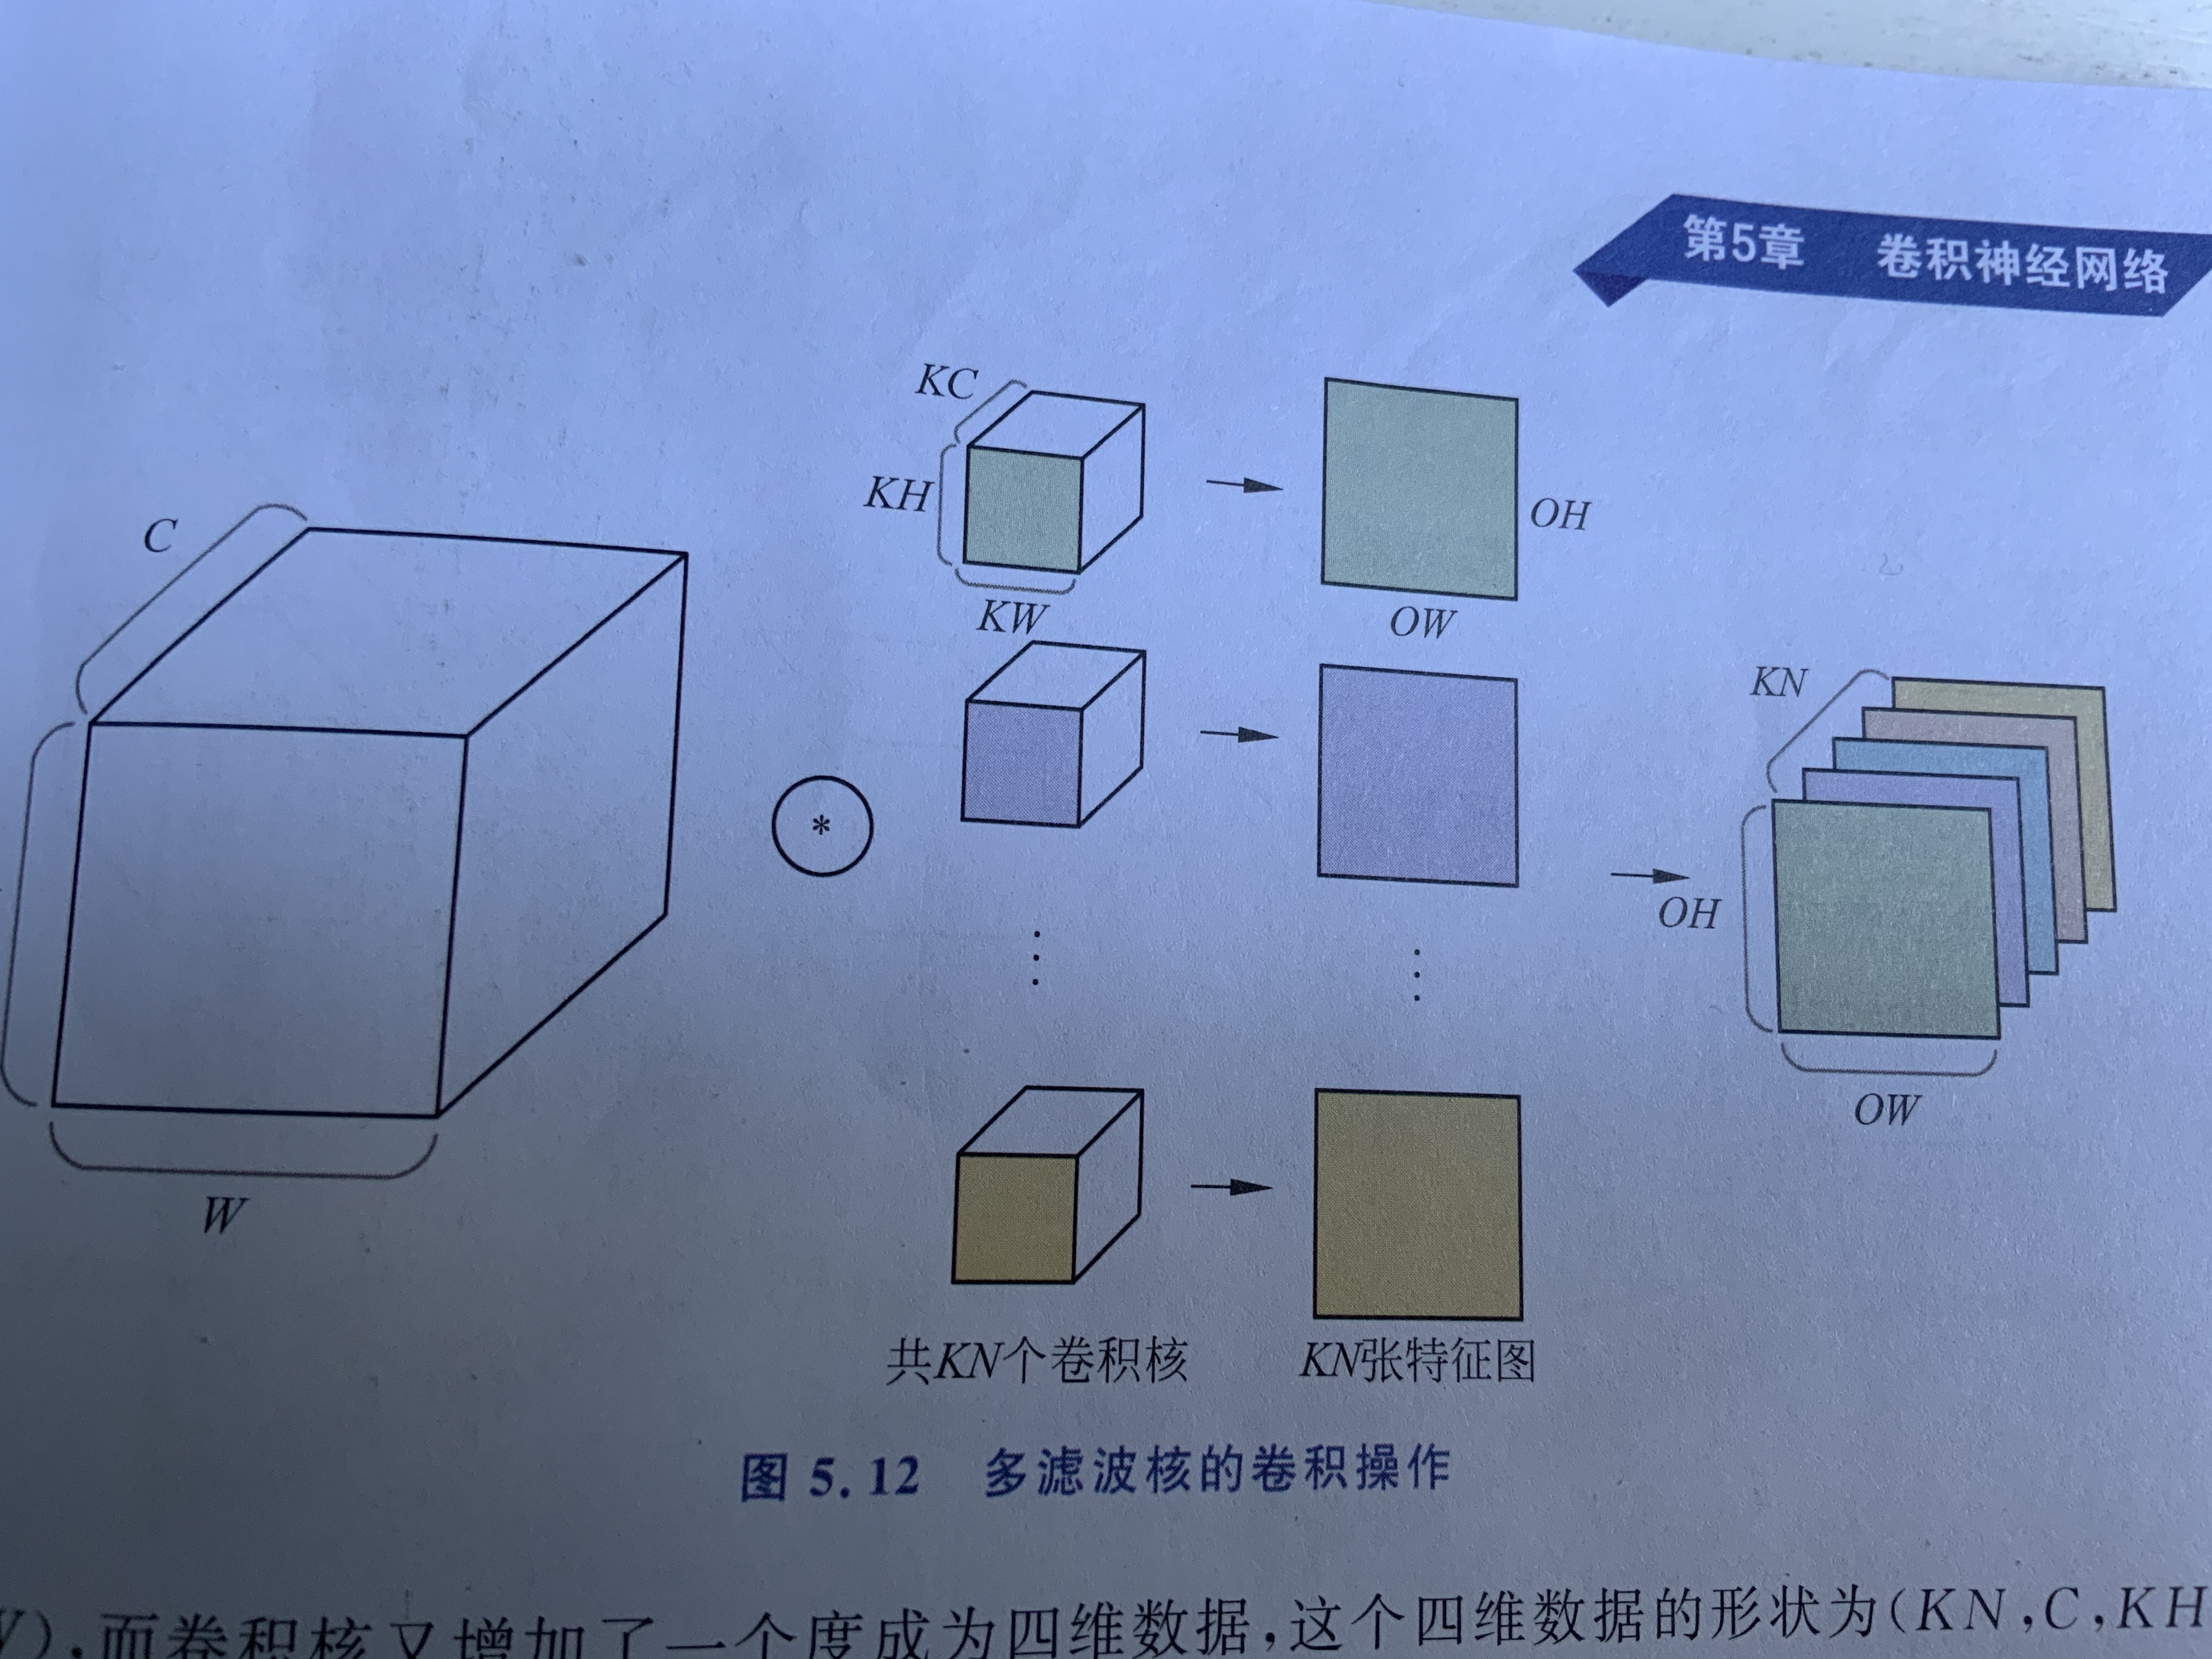 第5章 卷积神经网络
KC
KH
KW
OH
OW
C
W
*
KN
OH
OW
共KN个卷积核
KN张特征图
图 5.12 多滤波核的卷积操作
),而卷积核又增加了一个度成为四维数据,这个四维数据的形状为(KN,C,KH